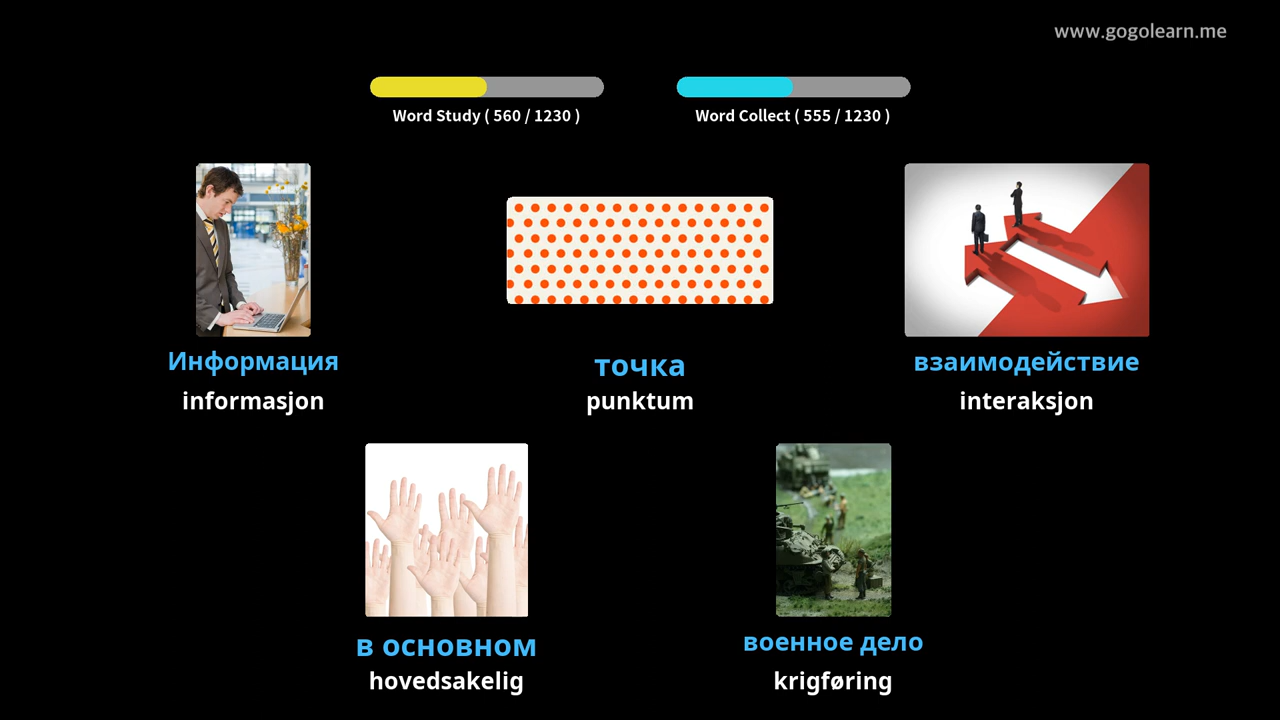 www.gogolearn.me
Word Study ( 560 / 1230 )
Word Collect ( 555 / 1230 )
Информация
informasjon
точка
punktum
взаимодействие
interaksjon
в основном
hovedsakelig
военное дело
krigføring